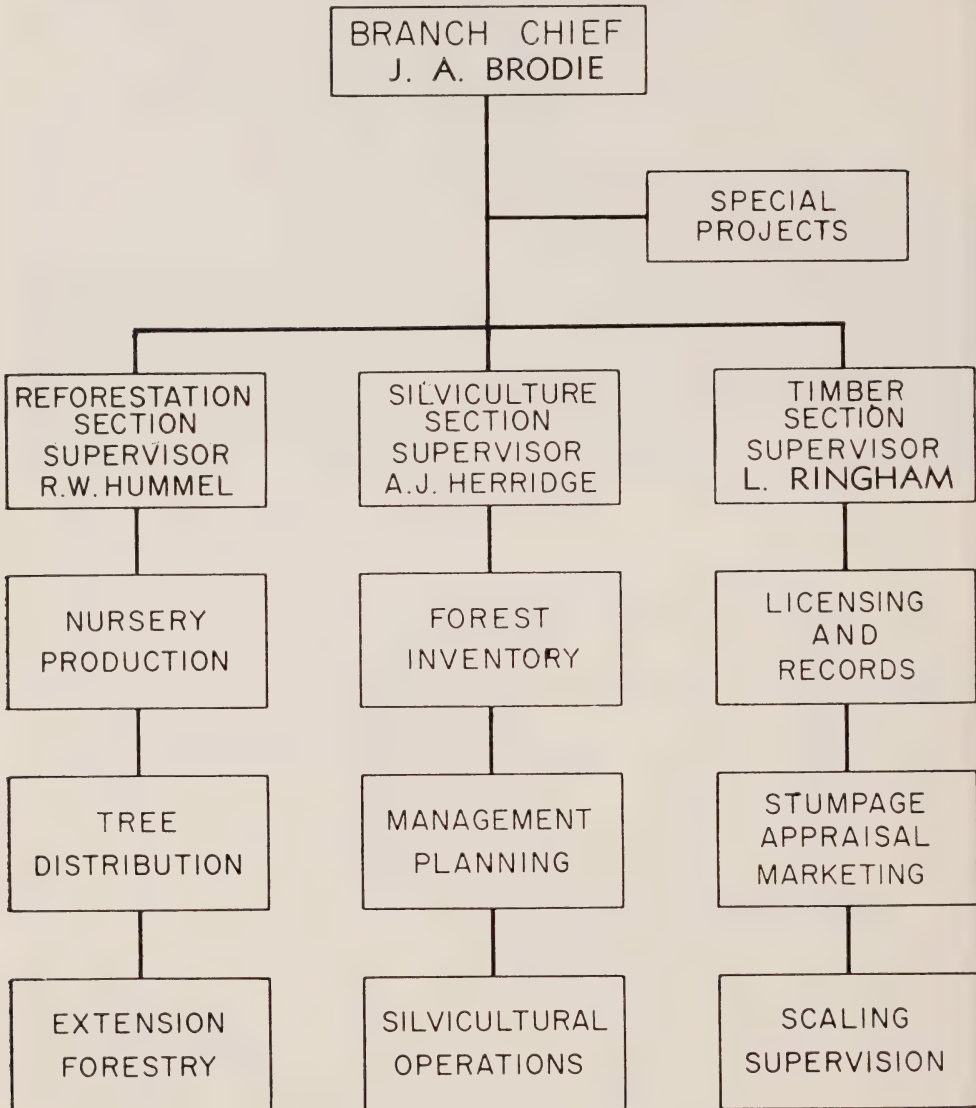 BRANCH CHIEF
J. A. BRODIE
SPECIAL
PROJECTS
REFORESTATION
SECTION
SUPERVISOR
R.W. HUMMEL
SILVICULTURE
SECTION
SUPERVISOR
A.J. HERRIDGE
TIMBER
SECTION
SUPERVISOR
L. RINGHAM
NURSERY
PRODUCTION
FOREST
INVENTORY
LICENSING
AND
RECORDS
TREE
DISTRIBUTION
MANAGEMENT
PLANNING
STUMPAGE
APPRAISAL
MARKETING
EXTENSION
FORESTRY
SILVICULTURAL
OPERATIONS
SCALING
SUPERVISION